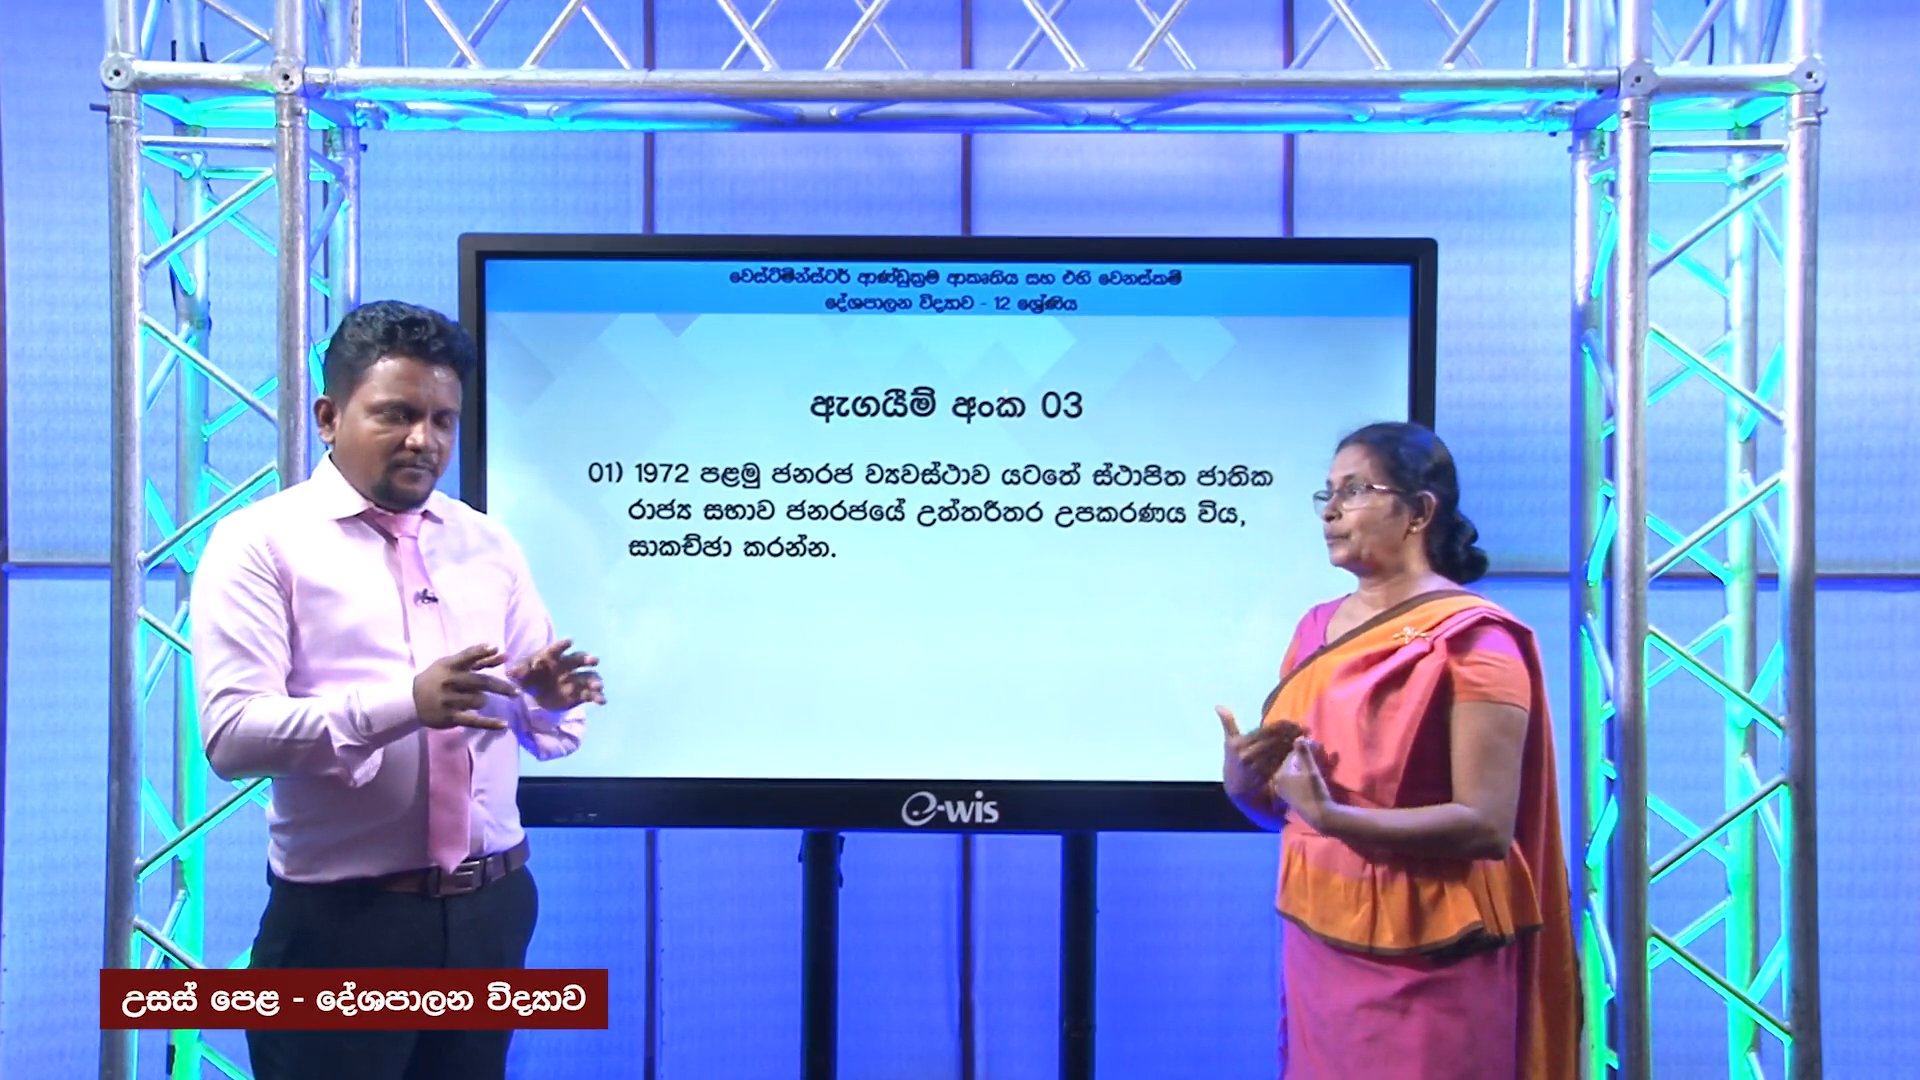 වෙස්ට්මින්ස්ටර් ආණ්ඩුක්‍රම ආකෘතිය සහ එහි වෙනස්කම්
දේශපාලන විද්‍යාව - 12 ශ්‍රේණිය
ඇගයීම් අංක 03
01) 1972 පළමු ජනරජ ව්‍යවස්ථාව යටතේ ස්ථාපිත ජාතික
රාජ්‍ය සභාව ජනරජයේ උත්තරීතර උපකරණය විය,
සාකච්ඡා කරන්න.
e-wis
උසස් පෙළ - දේශපාලන විද්‍යාව